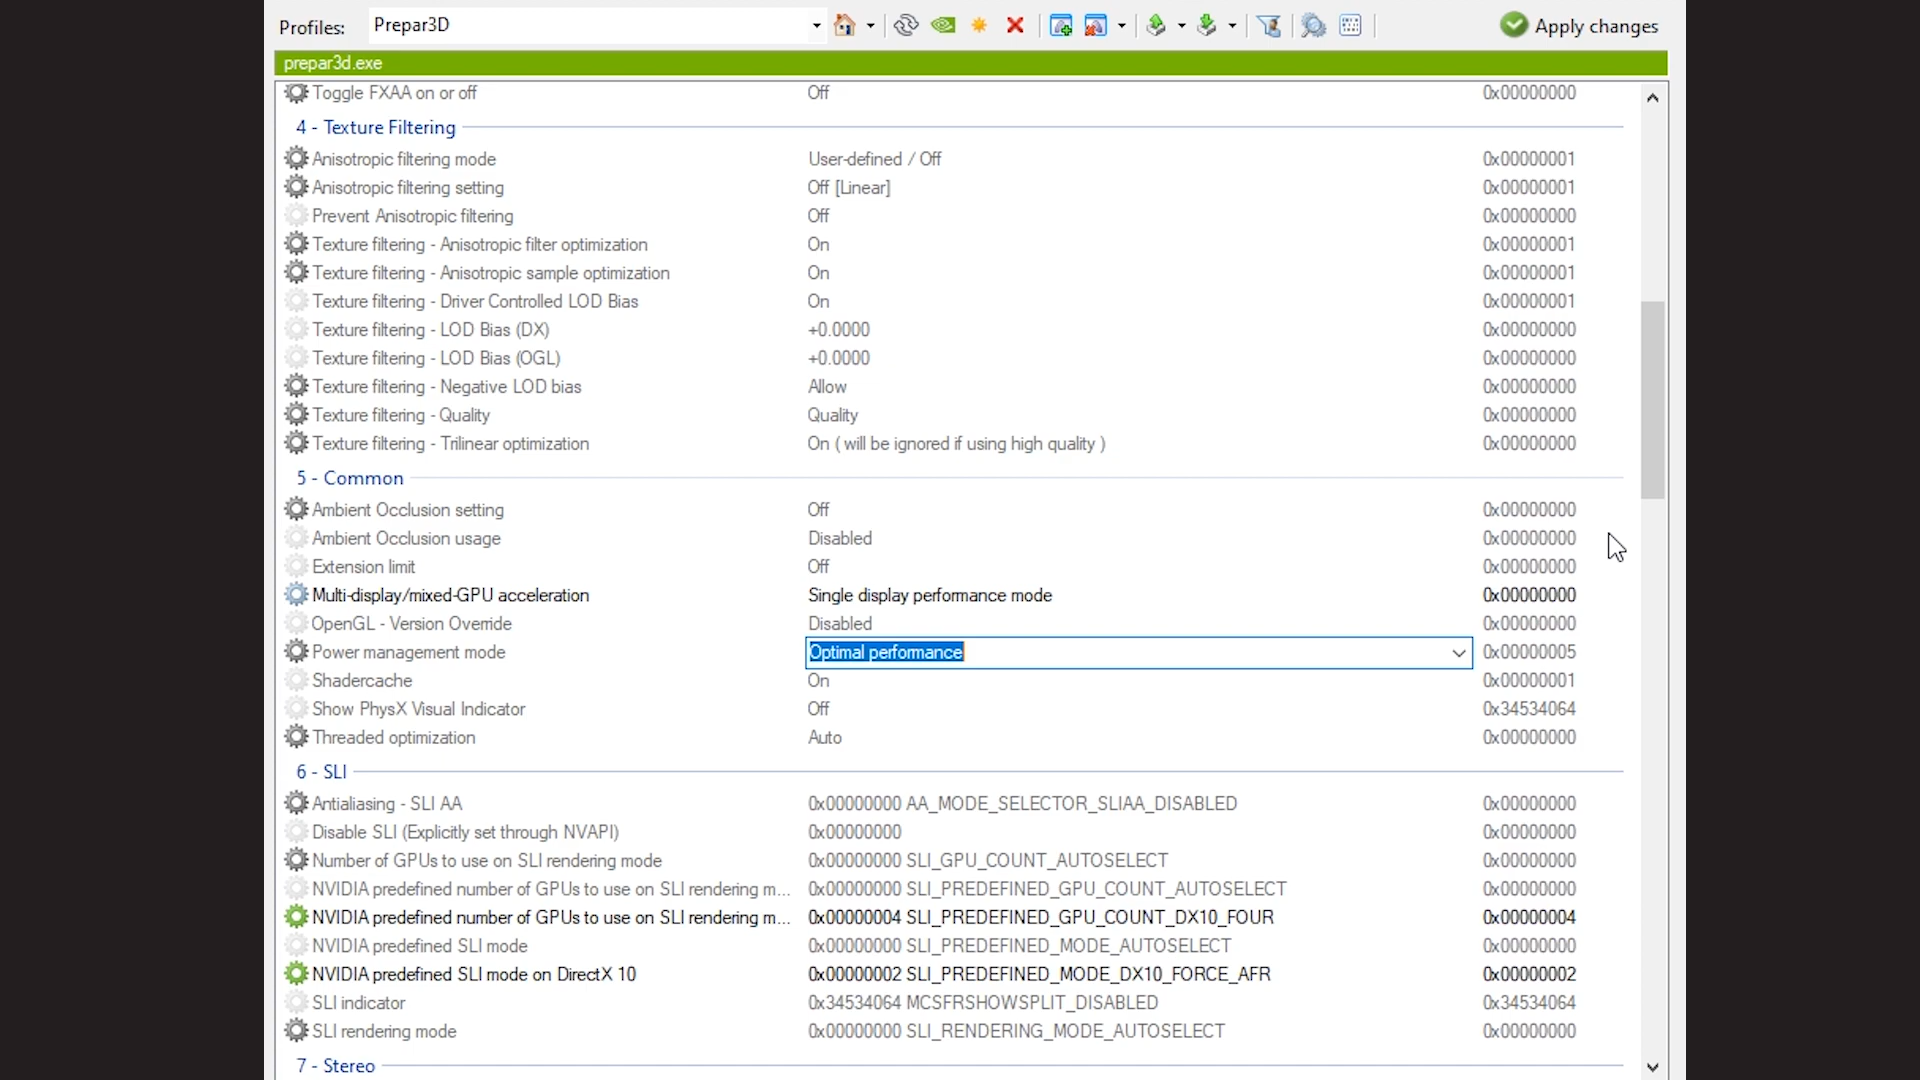 Profiles: Prepar3D Apply changes
prepar3d.exe
Toggle FXAA on or off Off 0x00000000
4 - Texture Filtering
Anisotropic filtering mode User-defined / Off 0x00000001
Anisotropic filtering setting Off [Linear] 0x00000001
Prevent Anisotropic filtering Off 0x00000000
Texture filtering - Anisotropic filter optimization On 0x00000001
Texture filtering - Anisotropic sample optimization On 0x00000001
Texture filtering - Driver Controlled LOD Bias On 0x00000001
Texture filtering - LOD Bias (DX) +0.0000 0x00000000
Texture filtering - LOD Bias (OGL) +0.0000 0x00000000
Texture filtering - Negative LOD bias Allow 0x00000000
Texture filtering - Quality Quality 0x00000000
Texture filtering - Trilinear optimization On ( will be ignored if using high quality ) 0x00000000
5 - Common
Ambient Occlusion setting Off 0x00000000
Ambient Occlusion usage Disabled 0x00000000
Extension limit Off 0x00000000
Multi-display/mixed-GPU acceleration Single display performance mode 0x00000000
OpenGL - Version Override Disabled 0x00000000
Power management mode Optimal performance 0x00000005
Shadercache On 0x00000001
Show PhysX Visual Indicator Off 0x34534064
Threaded optimization Auto 0x00000000
6 - SLI
Antialiasing - SLI AA 0x00000000 AA_MODE_SELECTOR_SLIAA_DISABLED 0x00000000
Disable SLI (Explicitly set through NVAPI) 0x00000000 0x00000000
Number of GPUs to use on SLI rendering mode 0x00000000 SLI_GPU_COUNT_AUTOSELECT 0x00000000
NVIDIA predefined number of GPUs to use on SLI rendering m... 0x00000000 SLI_PREDEFINED_GPU_COUNT_AUTOSELECT 0x00000000
NVIDIA predefined number of GPUs to use on SLI rendering m... 0x00000004 SLI_PREDEFINED_GPU_COUNT_DX10_FOUR 0x00000004
NVIDIA predefined SLI mode 0x00000000 SLI_PREDEFINED_MODE_AUTOSELECT 0x00000000
NVIDIA predefined SLI mode on DirectX 10 0x00000002 SLI_PREDEFINED_MODE_DX10_FORCE_AFR 0x00000002
SLI indicator 0x34534064 MCSFRSHOWSPLIT_DISABLED 0x34534064
SLI rendering mode 0x00000000 SLI_RENDERING_MODE_AUTOSELECT 0x00000000
7 - Stereo